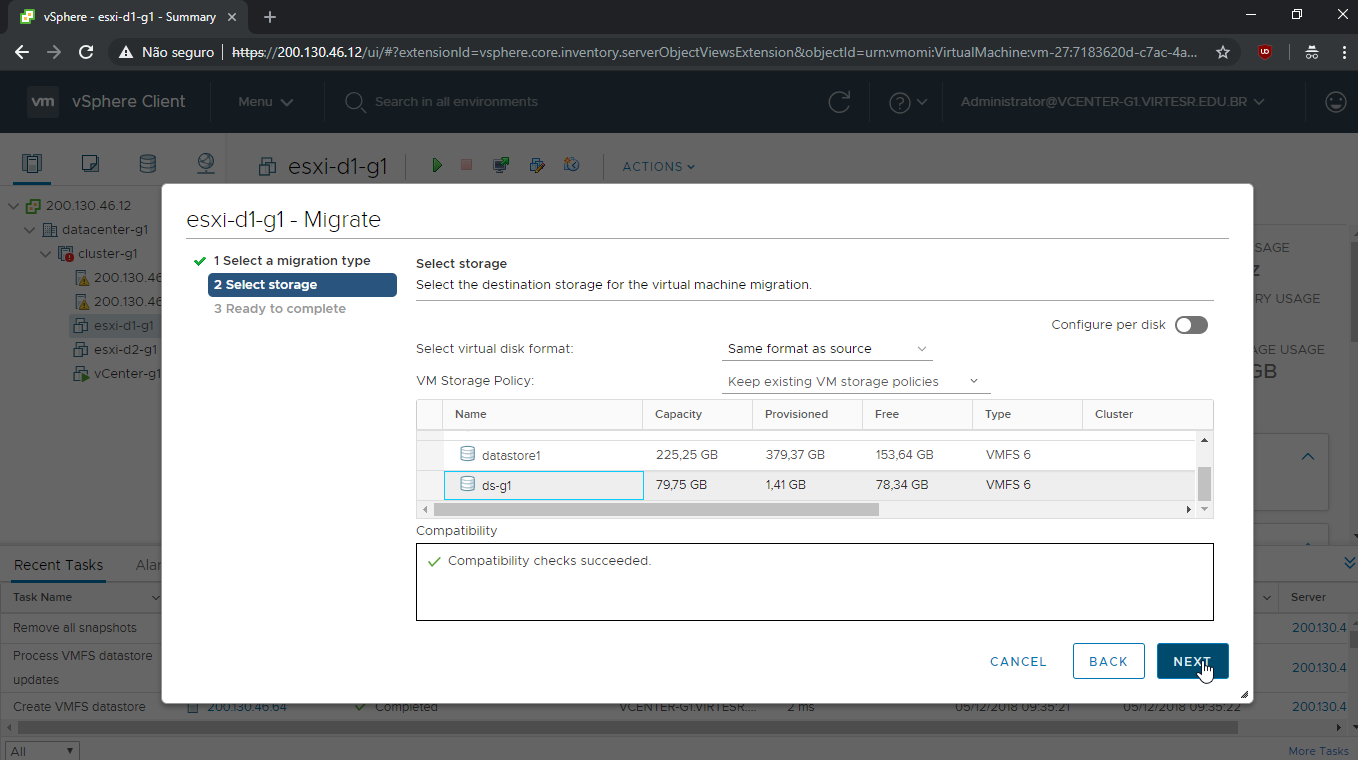 vSphere - esxi-d1-g1 - Summary
Não seguro
https://200.130.46.12/ui/#?extensionId=vsphere.core.inventory.serverObjectViewsExtension&objectId=urn:vmomi:VirtualMachine:vm-27:7183620d-c7ac-4a...
vm vSphere Client
Menu
Search in all environments
Administrator@VCENTER-G1.VIRTESR.EDU.BR
esxi-d1-g1
ACTIONS
200.130.46.12
datacenter-g1
cluster-g1
200.130.46
200.130.46
esxi-d1-g1
esxi-d2-g1
vCenter-g1
esxi-d1-g1 - Migrate
1 Select a migration type
2 Select storage
3 Ready to complete
Select storage
Select the destination storage for the virtual machine migration.
Configure per disk
Select virtual disk format:
Same format as source
VM Storage Policy:
Keep existing VM storage policies
Name Capacity Provisioned Free Type Cluster
datastore1 225,25 GB 379,37 GB 153,64 GB VMFS 6
ds-g1 79,75 GB 1,41 GB 78,34 GB VMFS 6
Compatibility
Compatibility checks succeeded.
CANCEL BACK NEXT
SAGE
Z
RY USAGE
AGE USAGE
GB
Recent Tasks Alar
Task Name Server
Remove all snapshots 200.130.4
Process VMFS datastore
updates 200.130.4
Create VMFS datastore 200.130.46.64 Completed VCENTER-G1.VIRTESR.... 2 ms 05/12/2018 09:35:21 05/12/2018 09:35:22 200.130.4
All
More Tasks